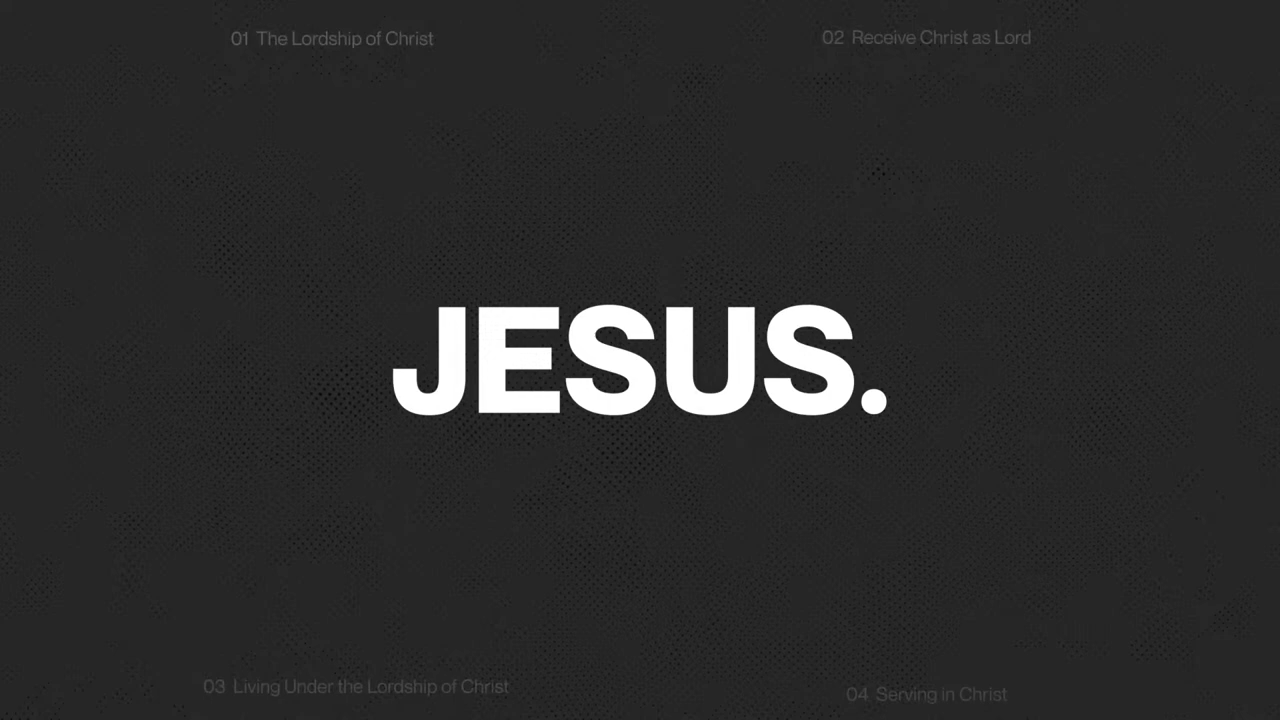 01 The Lordship of Christ
02 Receive Christ as Lord
JESUS.
03 Living Under the Lordship of Christ
04 Serving in Christ